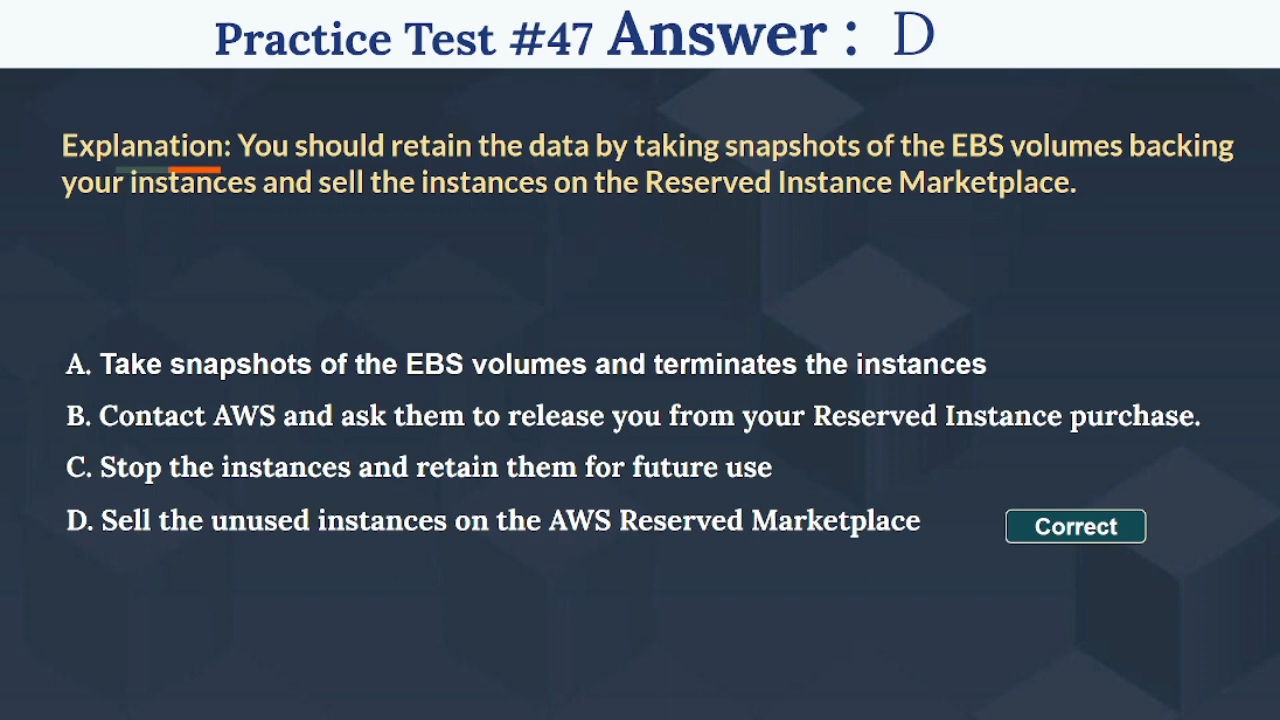 Practice Test #47 Answer : D
Explanation: You should retain the data by taking snapshots of the EBS volumes backing
your instances and sell the instances on the Reserved Instance Marketplace.
A. Take snapshots of the EBS volumes and terminates the instances
B. Contact AWS and ask them to release you from your Reserved Instance purchase.
C. Stop the instances and retain them for future use
D. Sell the unused instances on the AWS Reserved Marketplace
Correct